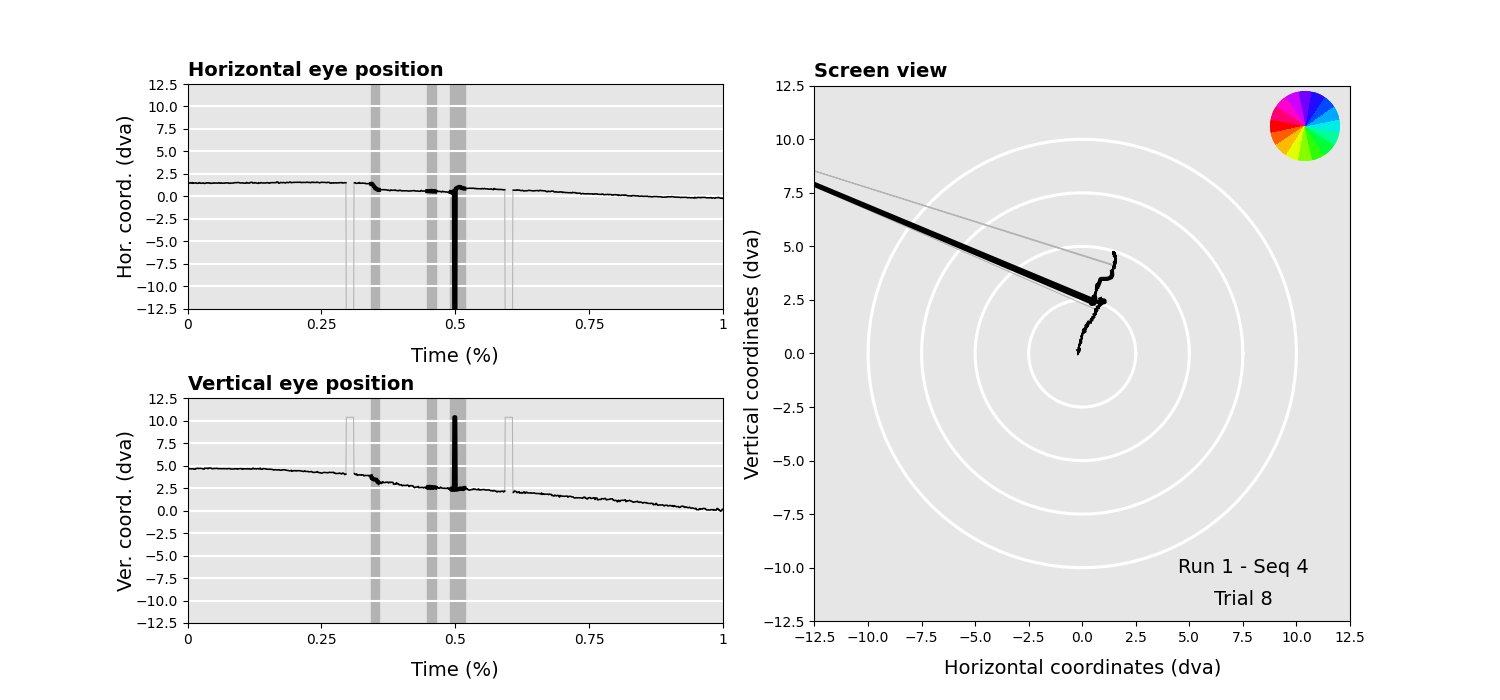 Horizontal eye position
Hor. coord. (dva)
12.5
10.0
7.5
5.0
2.5
0.0
−2.5
−5.0
−7.5
−10.0
−12.5
0 0.25 0.5 0.75 1
Time (%)
Vertical eye position
Ver. coord. (dva)
12.5
10.0
7.5
5.0
2.5
0.0
−2.5
−5.0
−7.5
−10.0
−12.5
0 0.25 0.5 0.75 1
Time (%)
Screen view
Vertical coordinates (dva)
12.5
10.0
7.5
5.0
2.5
0.0
−2.5
−5.0
−7.5
−10.0
−12.5
Run 1 - Seq 4
Trial 8
−12.5 −10.0 −7.5 −5.0 −2.5 0.0 2.5 5.0 7.5 10.0 12.5
Horizontal coordinates (dva)